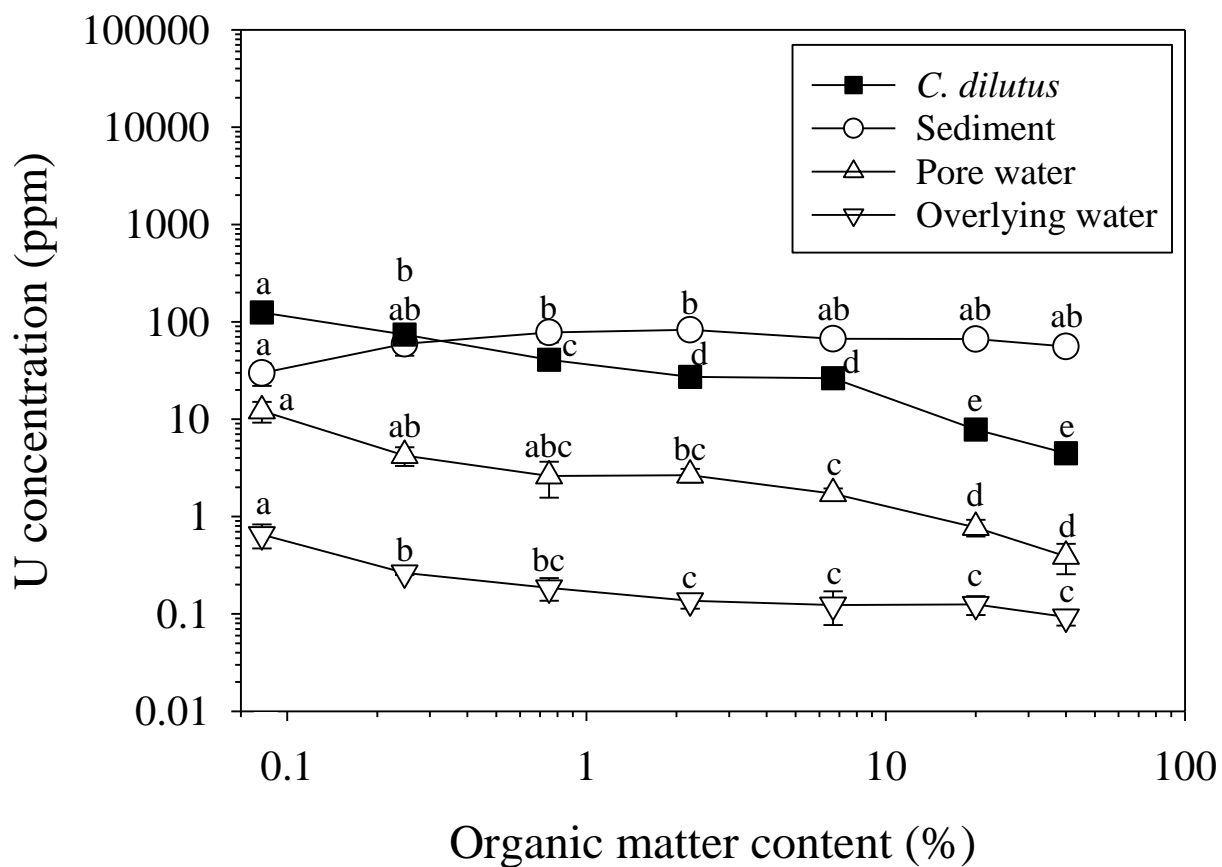 100000
10000
1000
100
10
1
0.1
0.01
U concentration (ppm)
C. dilutus
Sediment
Pore water
Overlying water
a
b
ab
b
b
ab
ab
ab
a
c
d
d
e
e
a
ab
abc
bc
c
d
d
a
b
bc
c
c
c
c
0.1
1
10
100
Organic matter content (%)